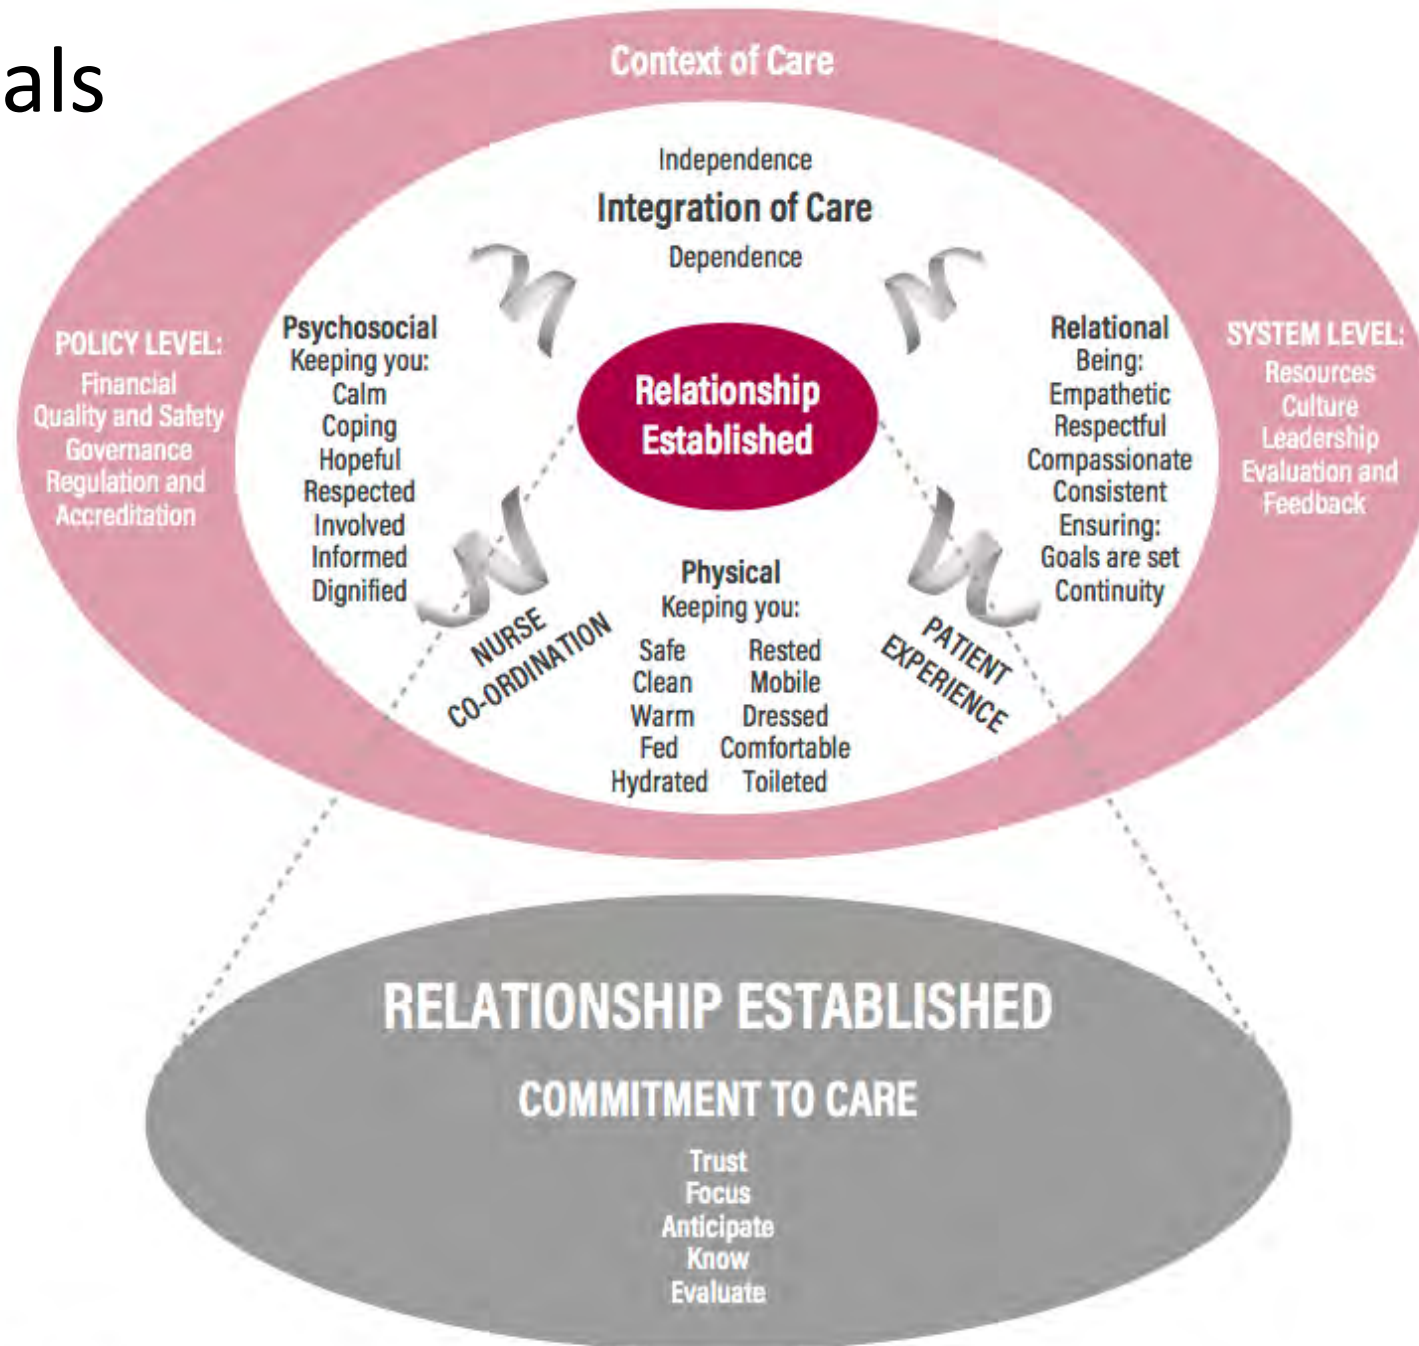 als
Context of Care
Independence
Integration of Care
Dependence
POLICY LEVEL:
Financial
Quality and Safety
Governance
Regulation and
Accreditation
Psychosocial
Keeping you:
Calm
Coping
Hopeful
Respected
Involved
Informed
Dignified
Relationship
Established
Relational
Being:
Empathetic
Respectful
Compassionate
Consistent
Ensuring:
Goals are set
Continuity
SYSTEM LEVEL:
Resources
Culture
Leadership
Evaluation and
Feedback
NURSE
CO-ORDINATION
Physical
Keeping you:
Safe Rested
Clean Mobile
Warm Dressed
Fed Comfortable
Hydrated Toileted
PATIENT
EXPERIENCE
RELATIONSHIP ESTABLISHED
COMMITMENT TO CARE
Trust
Focus
Anticipate
Know
Evaluate